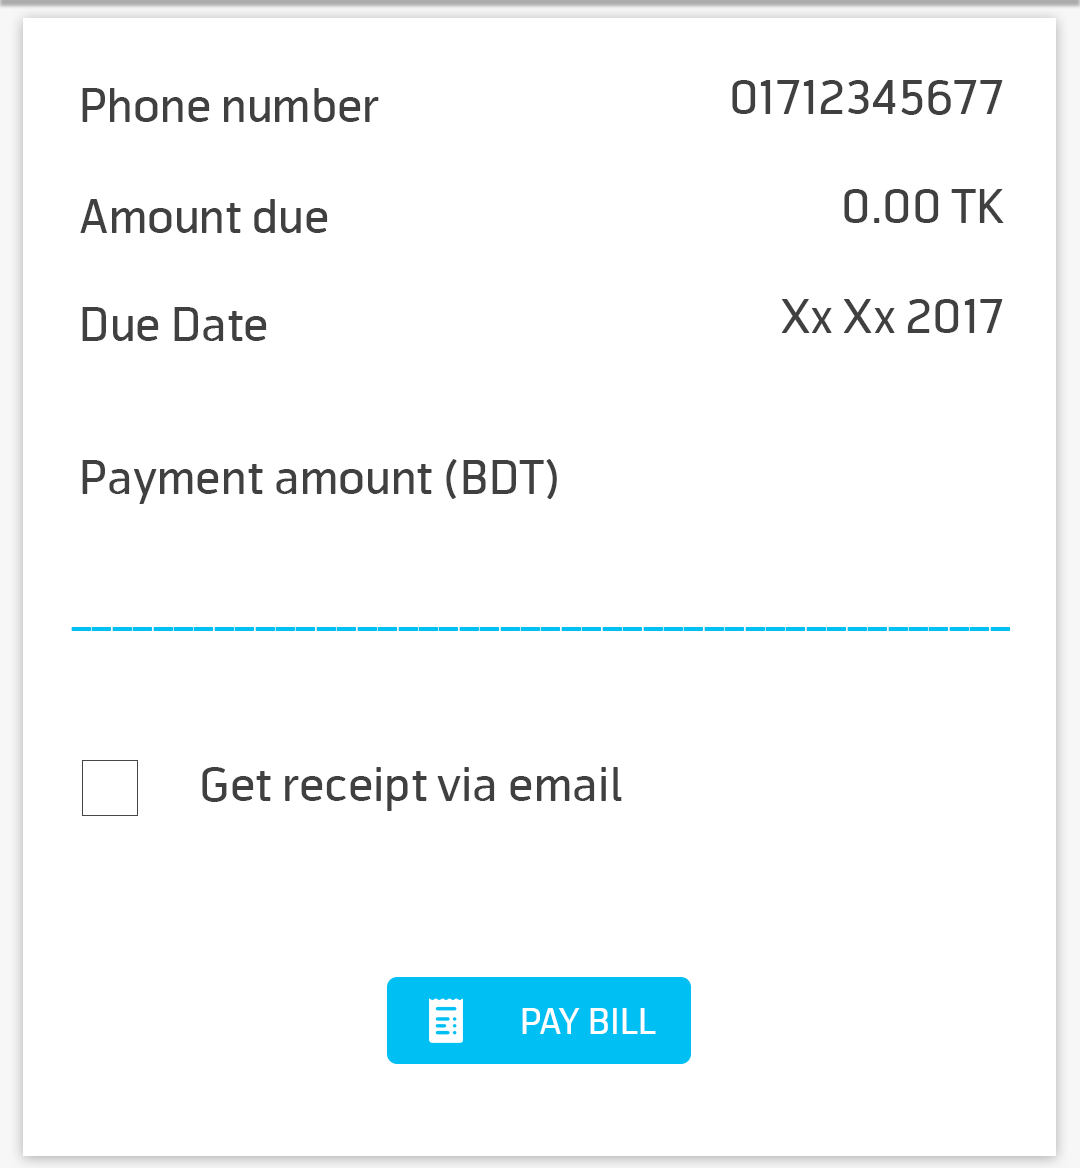 Phone number 01712345677
Amount due 0.00 TK
Due Date Xx Xx 2017
Payment amount (BDT)
Get receipt via email
PAY BILL